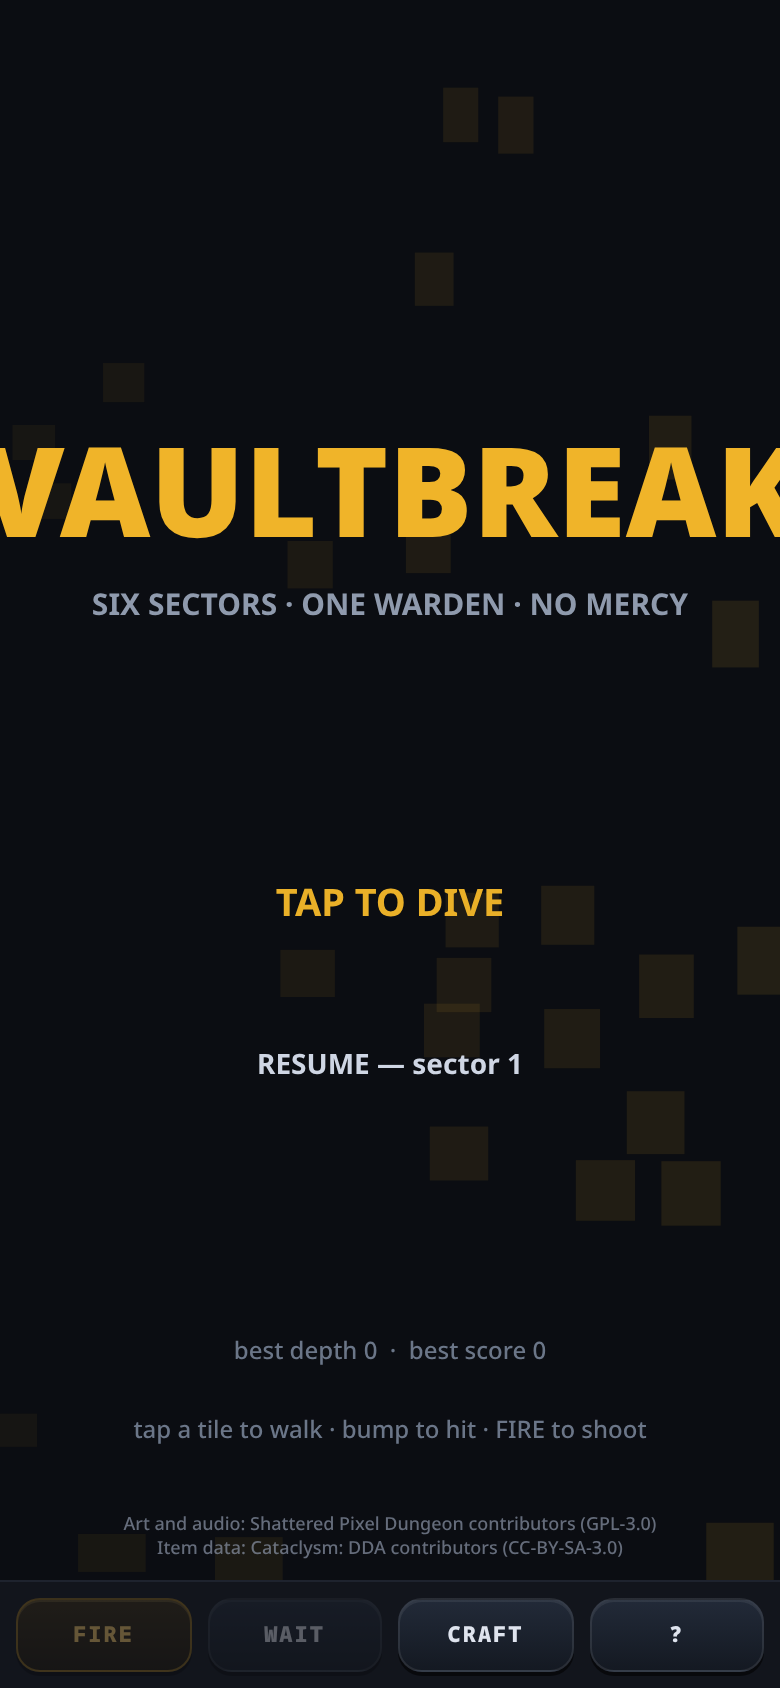 VAULTBREAK
SIX SECTORS · ONE WARDEN · NO MERCY
TAP TO DIVE
RESUME — sector 1
best depth 0 · best score 0
tap a tile to walk · bump to hit · FIRE to shoot
Art and audio: Shattered Pixel Dungeon contributors (GPL-3.0)
Item data: Cataclysm: DDA contributors (CC-BY-SA-3.0)
FIRE WAIT CRAFT ?